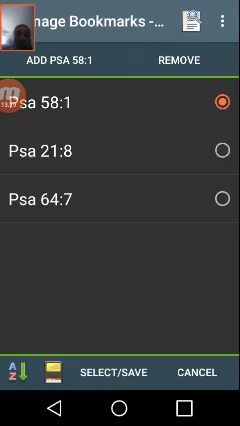 nage Bookmarks -...
ADD PSA 58:1
REMOVE
Psa 58:1
Psa 21:8
Psa 64:7
A
Z
SELECT/SAVE
CANCEL